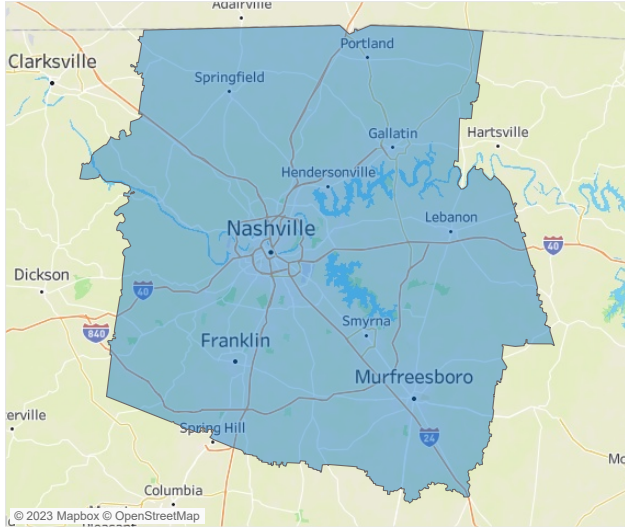 Adairville
Portland
Clarksville
Springfield
Gallatin
Hartsville
Hendersonville
Lebanon
Nashville
40
Dickson
40
Smyrna
840
Franklin
Murfreesboro
erville
Spring Hill
24
Mo
Columbia
© 2023 Mapbox © OpenStreetMap